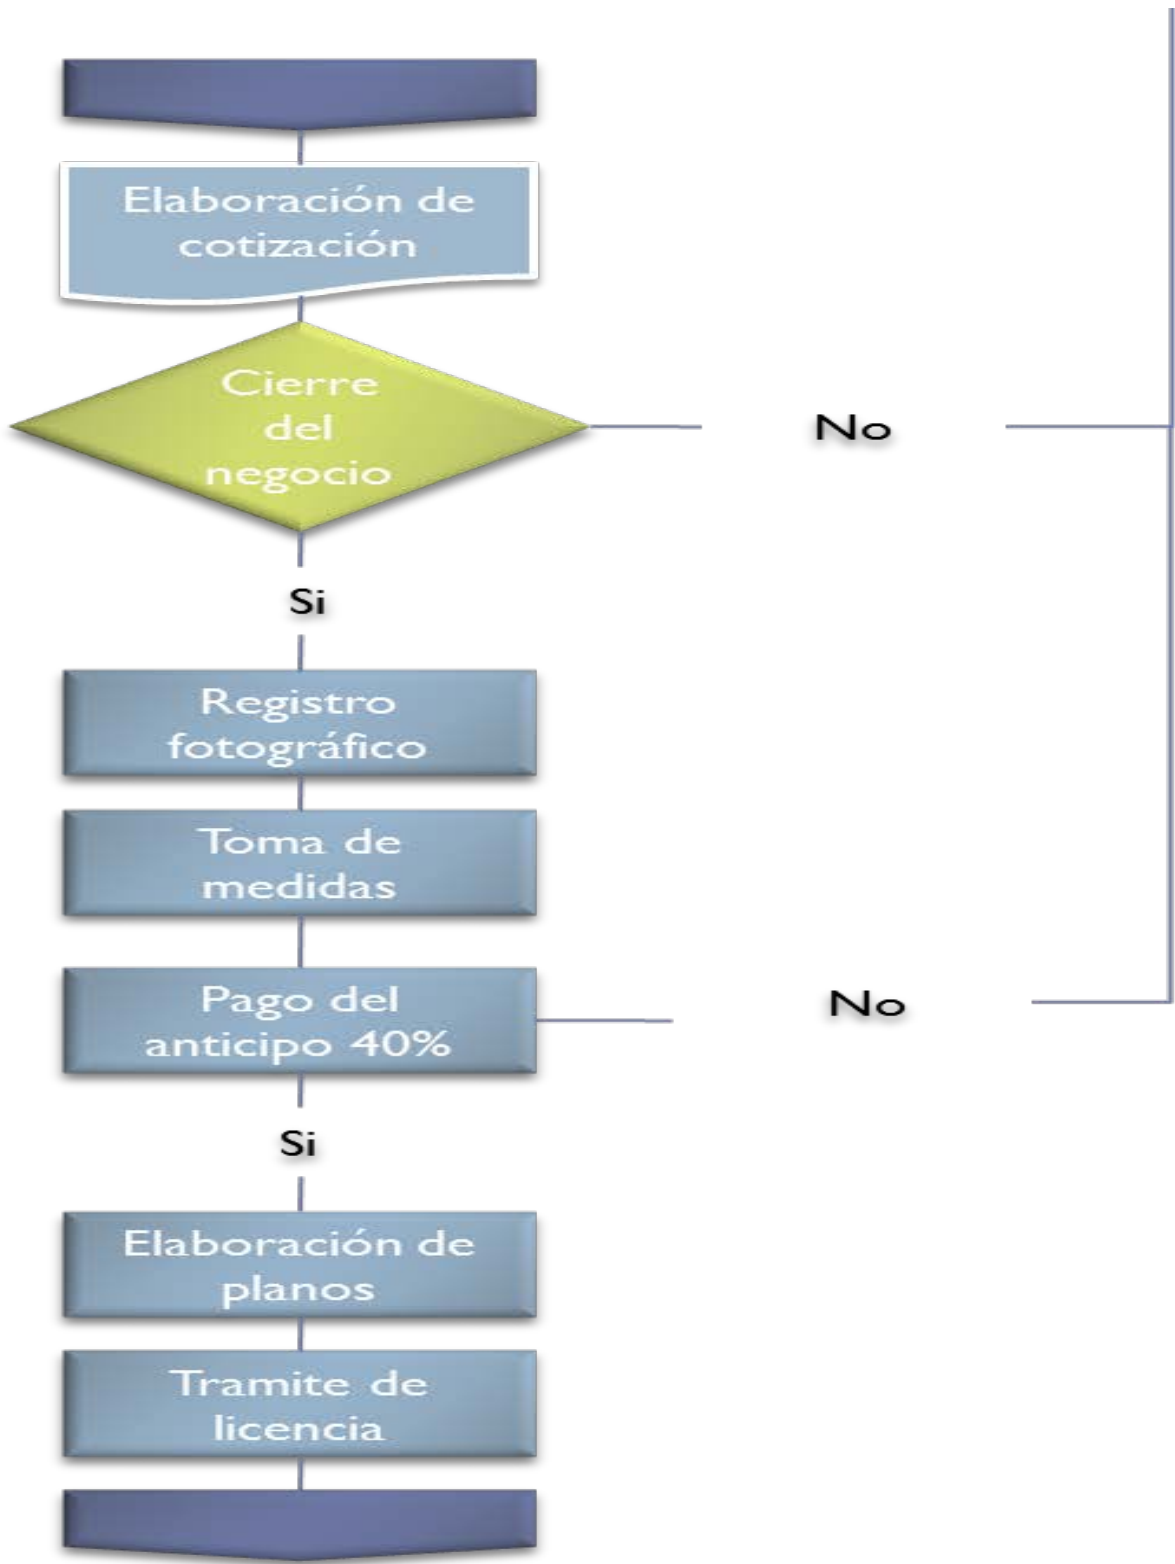 Elaboración de
cotización
Cierre
del
negocio
No
Si
Registro
fotográfico
Toma de
medidas
Pago del
anticipo 40%
No
Si
Elaboración de
planos
Tramite de
licencia